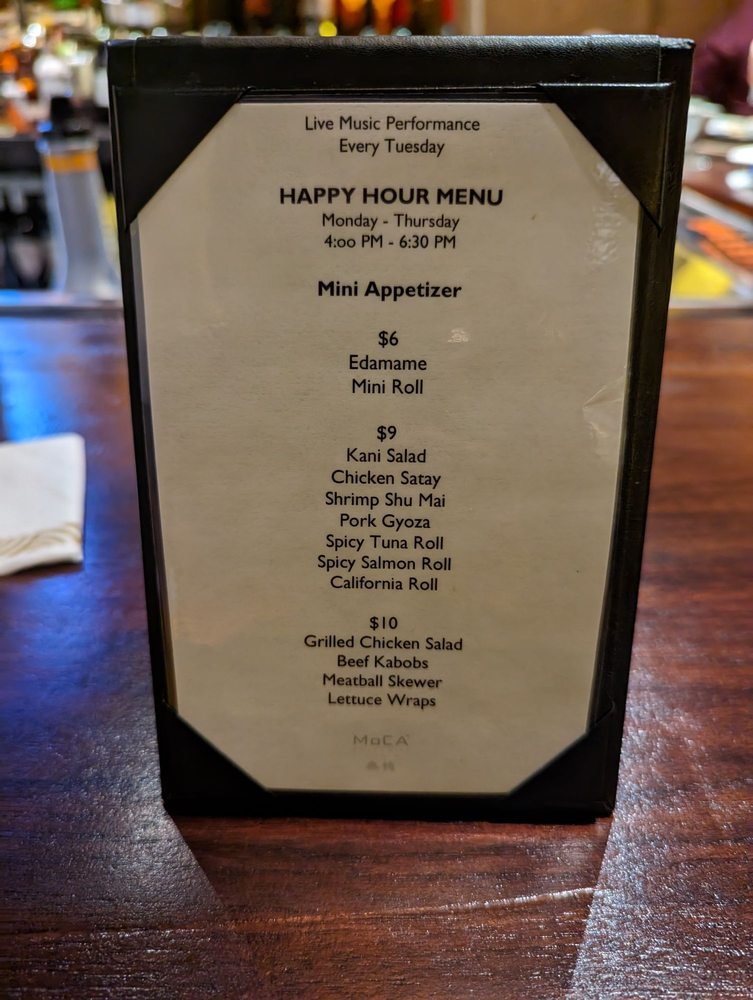 Live Music Performance
Every Tuesday
HAPPY HOUR MENU
Monday - Thursday
4:00 PM - 6:30 PM
Mini Appetizer
$6
Edamame
Mini Roll
$9
Kani Salad
Chicken Satay
Shrimp Shu Mai
Pork Gyoza
Spicy Tuna Roll
Spicy Salmon Roll
California Roll
$10
Grilled Chicken Salad
Beef Kabobs
Meatball Skewer
Lettuce Wraps
MoCA